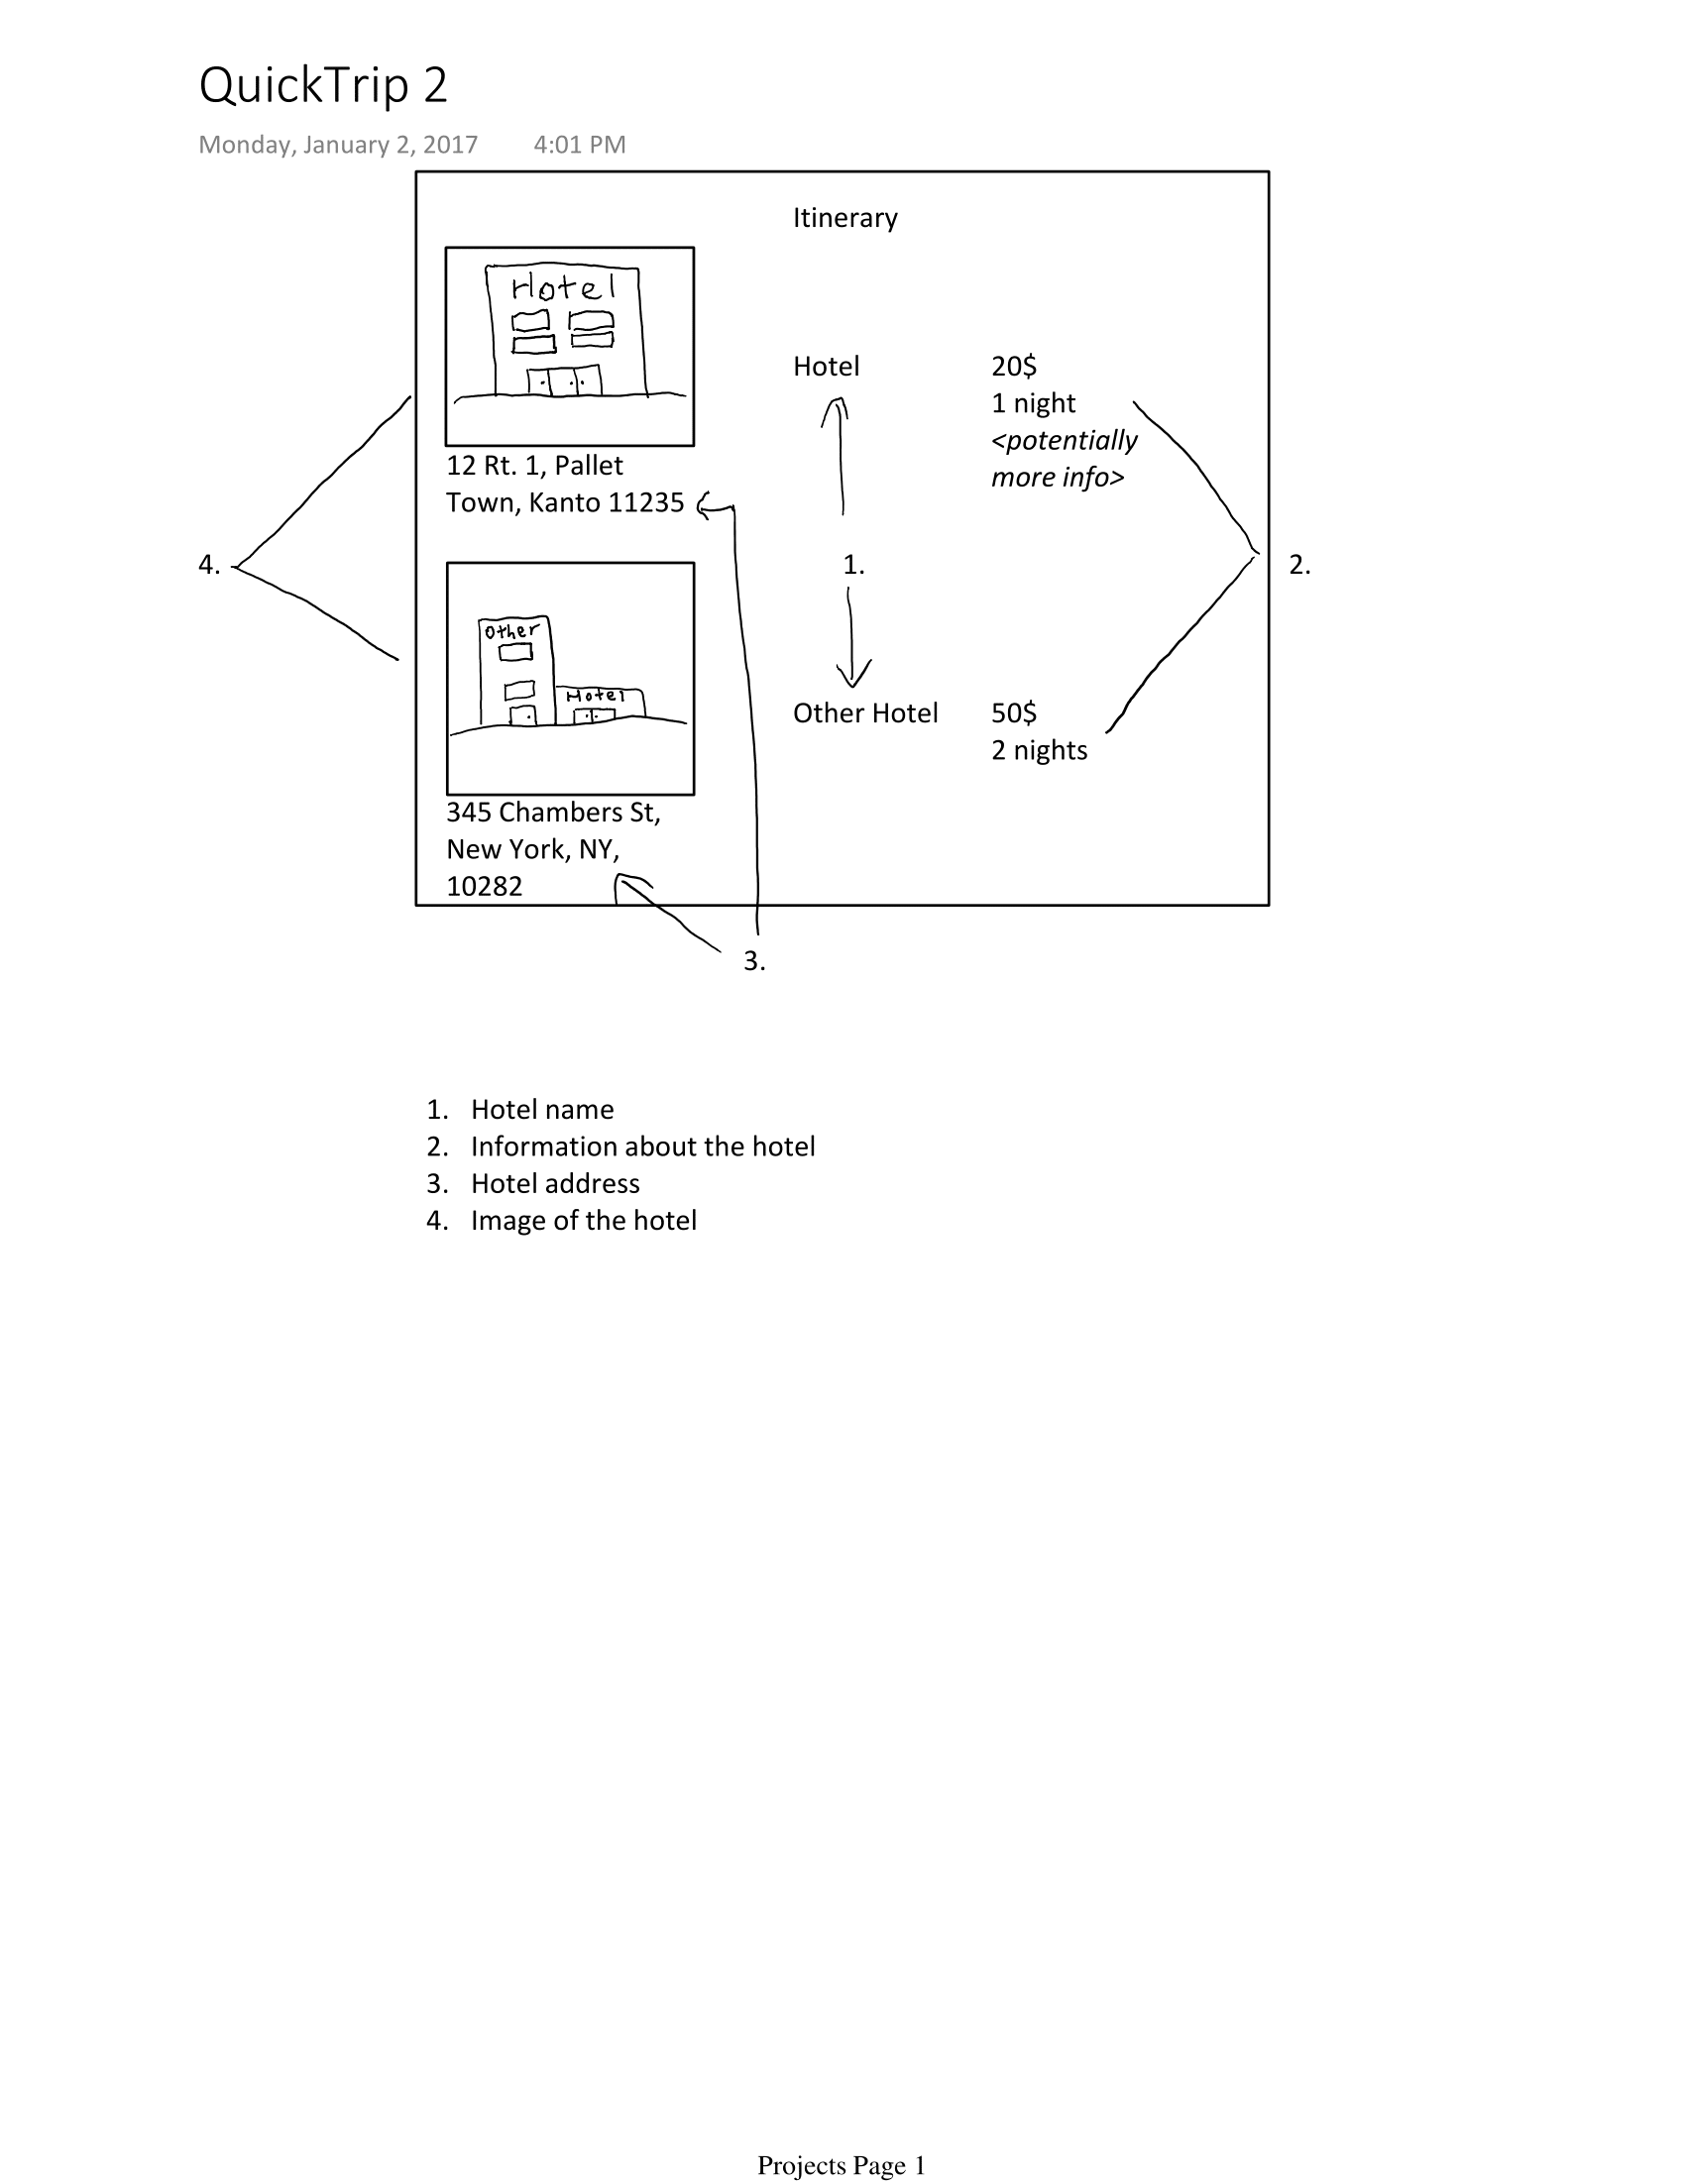 QuickTrip 2
Monday, January 2, 2017 4:01 PM
Itinerary
Hotel
12 Rt. 1, Pallet
Town, Kanto 11235
Hotel
20$
1 night
<potentially
more info>
4.
1.
2.
Other
Hotel
345 Chambers St,
New York, NY,
10282
Other Hotel
50$
2 nights
3.
1. Hotel name
2. Information about the hotel
3. Hotel address
4. Image of the hotel
Projects Page 1